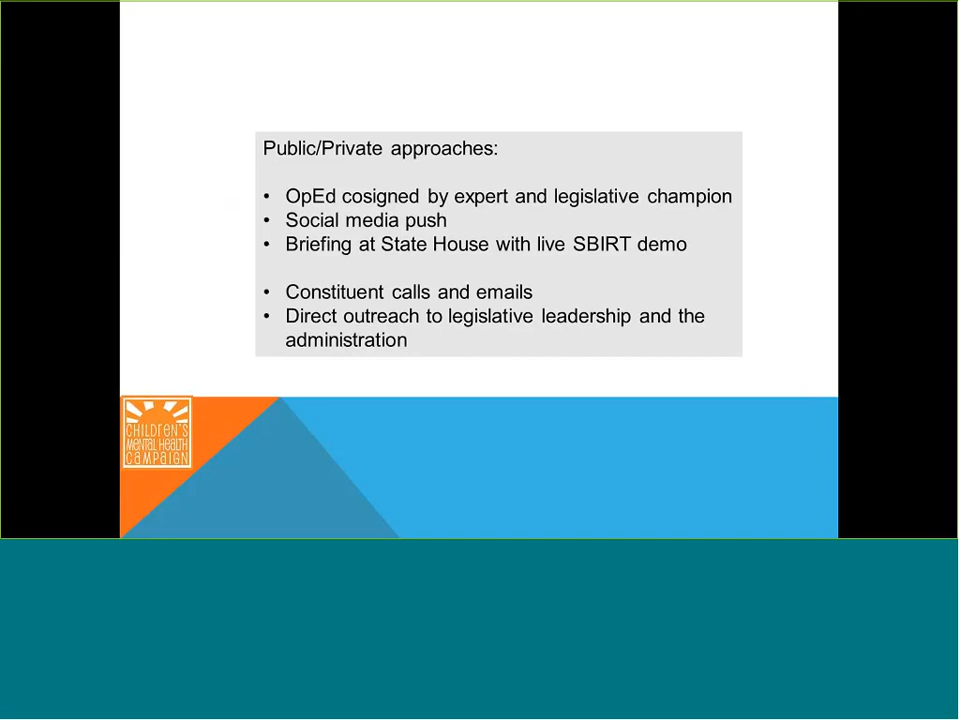 Public/Private approaches:
• OpEd cosigned by expert and legislative champion
• Social media push
• Briefing at State House with live SBIRT demo
• Constituent calls and emails
• Direct outreach to legislative leadership and the
administration
CHiLDren's
MenTaL HeaLTH
CaMPaiGN